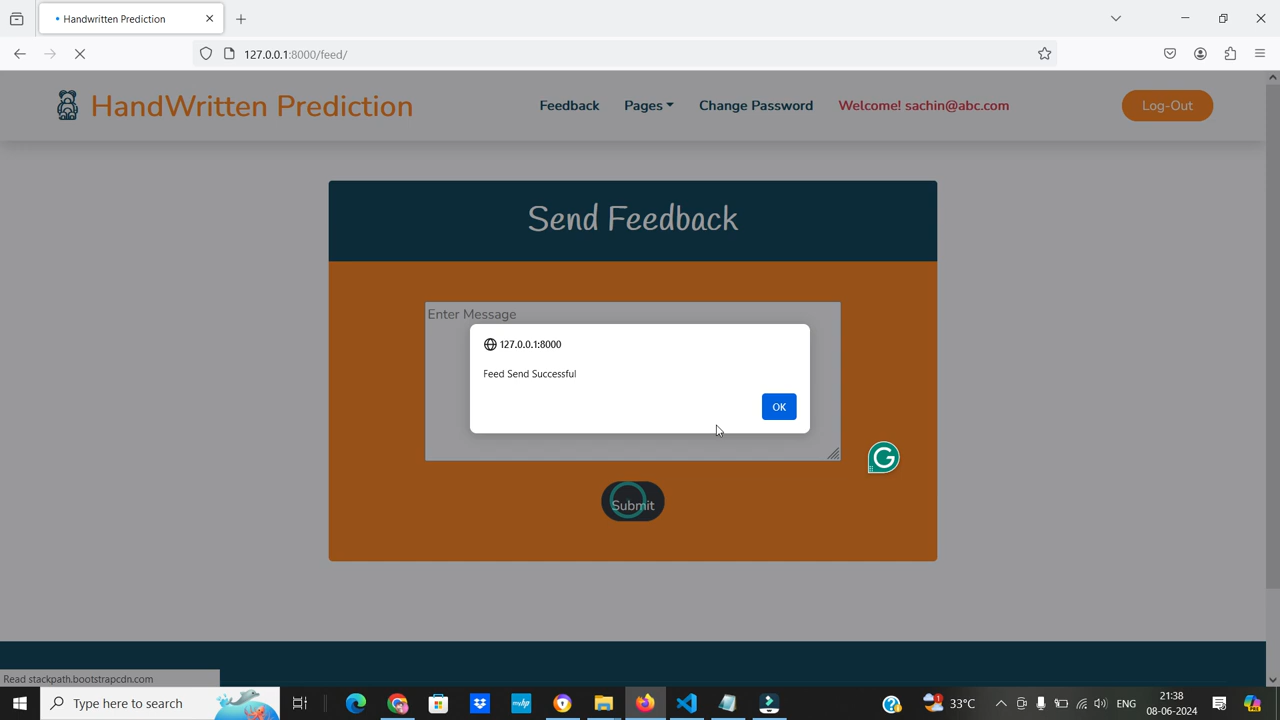 Handwritten Prediction
127.0.0.1:8000/feed/
HandWritten Prediction
Feedback
Pages
Change Password
Welcome! sachin@abc.com
Log-Out
Send Feedback
Enter Message
127.0.0.1:8000
Feed Send Successful
OK
Submit
Read stackpath.bootstrapcdn.com
Type here to search
33°C
ENG
21:38
08-06-2024